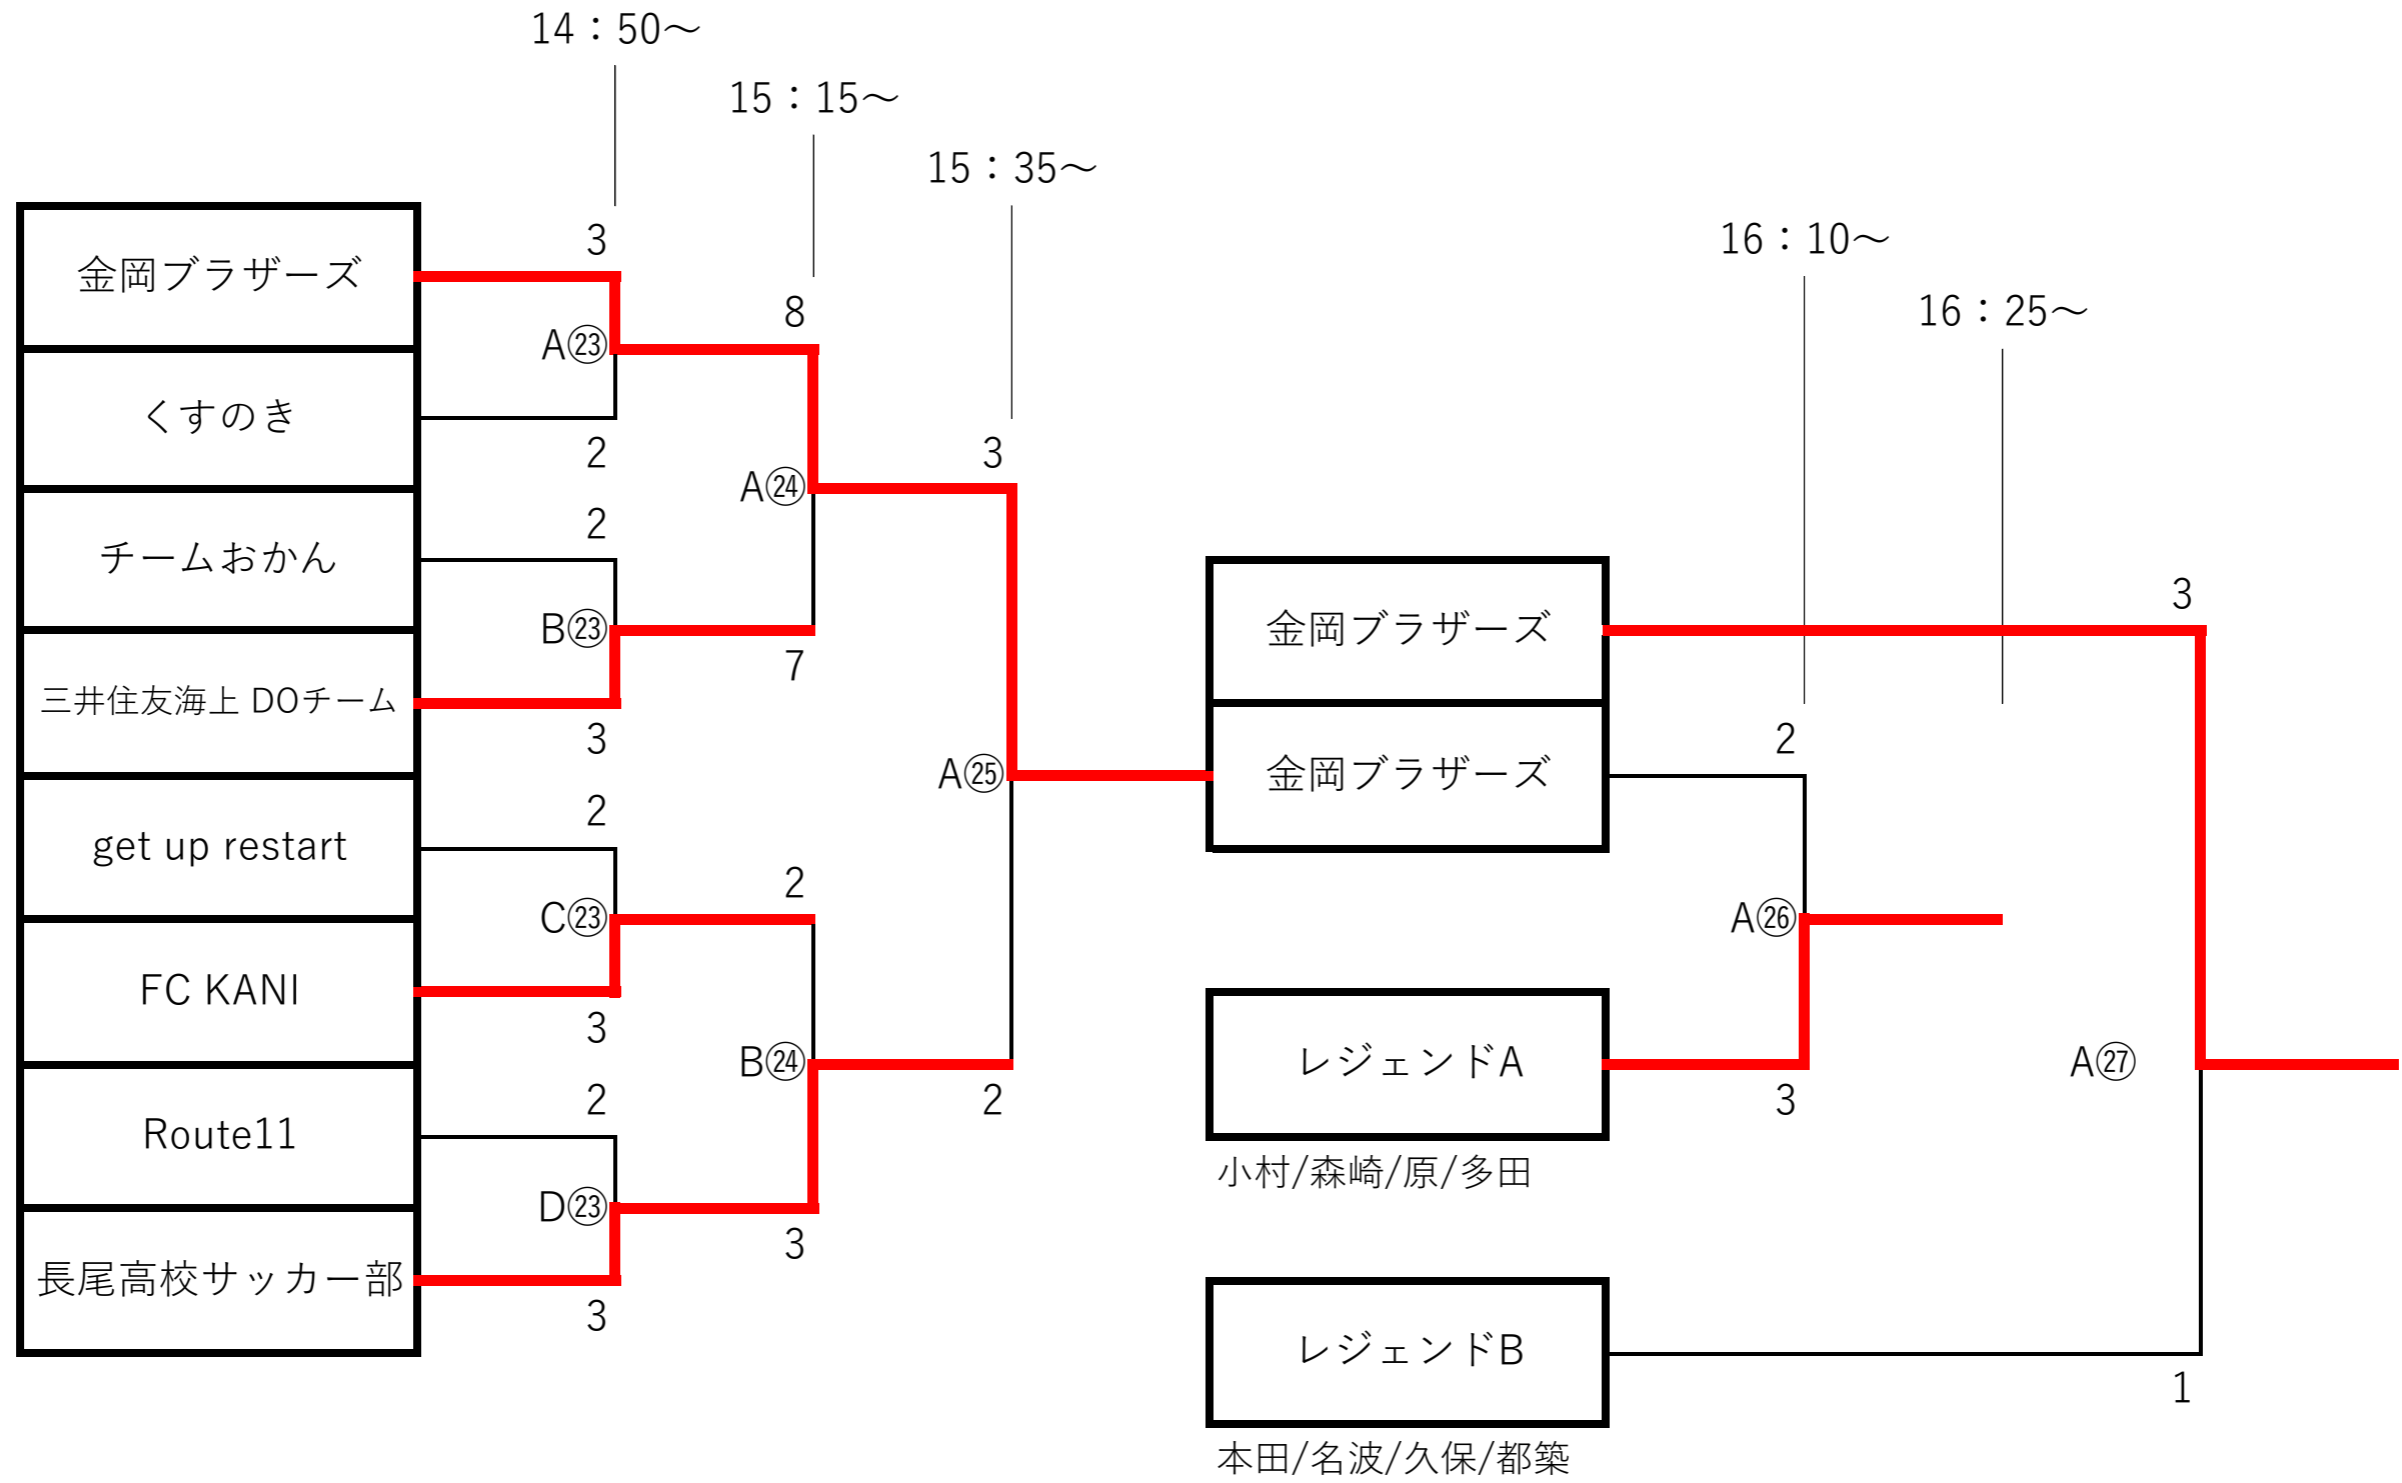 14：50～
15：15～
15：35～
16：10～
16：25～
3
金岡ブラザーズ
A㉓
8
くすのき
2
A㉔
3
2
チームおかん
B㉓
7
三井住友海上 DOチーム
3
A㉕
2
get up restart
C㉓
2
FC KANI
3
B㉔
2
2
Route11
D㉓
3
長尾高校サッカー部
3
金岡ブラザーズ
3
金岡ブラザーズ
2
A㉖
レジェンドA
3
A㉗
小村/森崎/原/多田
レジェンドB
1
本田/名波/久保/都築